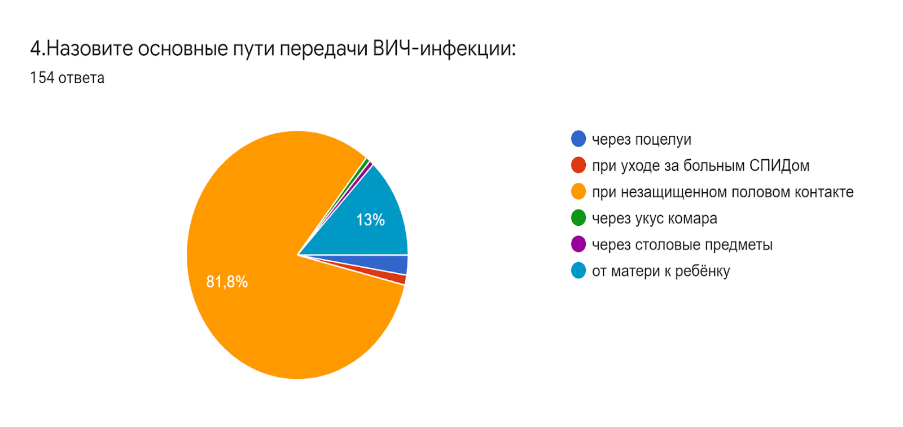 4.Назовите основные пути передачи ВИЧ-инфекции:
154 ответа
через поцелуи
при уходе за больным СПИДом
при незащищенном половом контакте
через укус комара
через столовые предметы
от матери к ребёнку
13%
81,8%